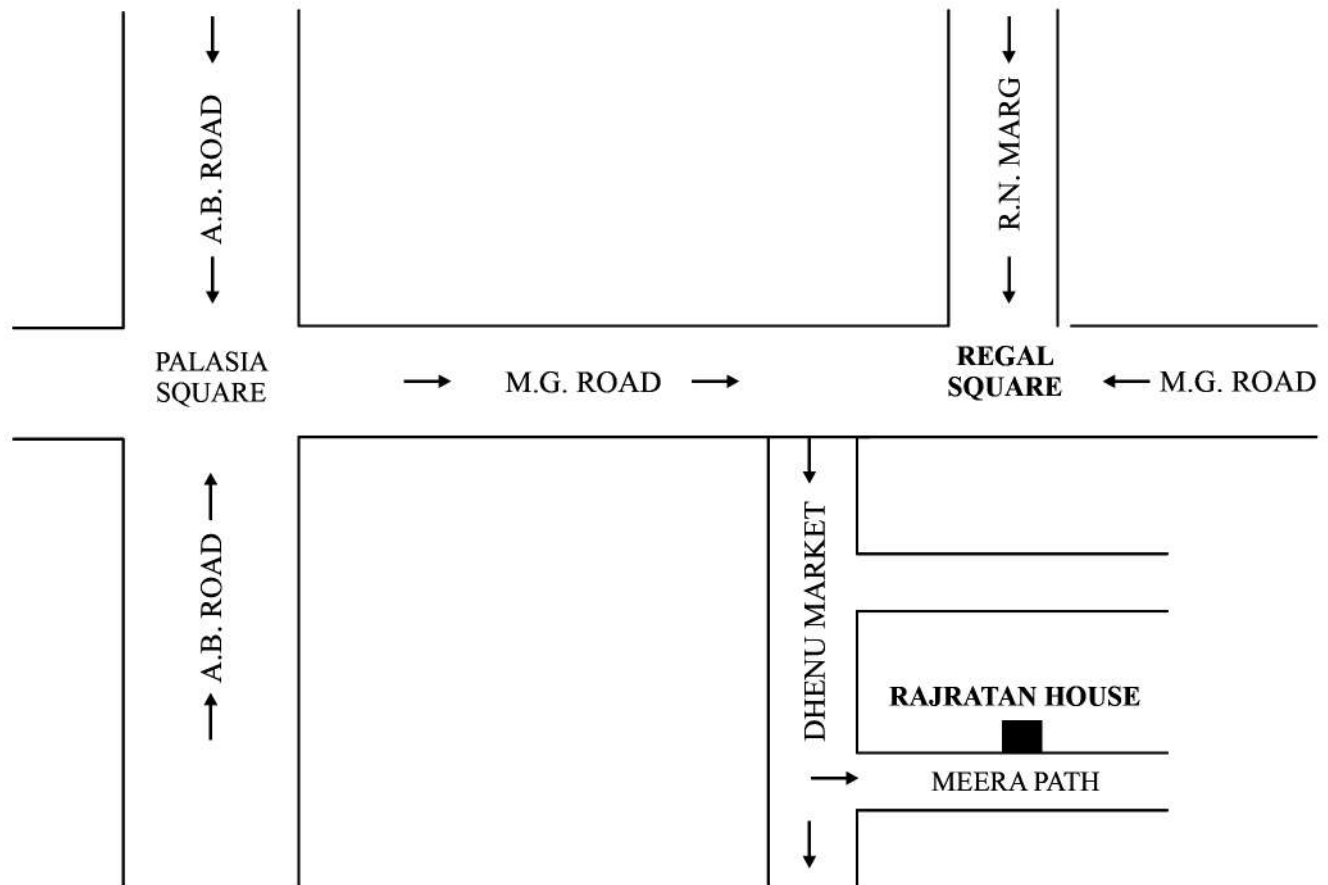 A.B. ROAD
R.N. MARG
PALASIA
SQUARE
M.G. ROAD
REGAL
SQUARE
M.G. ROAD
A.B. ROAD
DHENU MARKET
RAJRATAN HOUSE
MEERA PATH